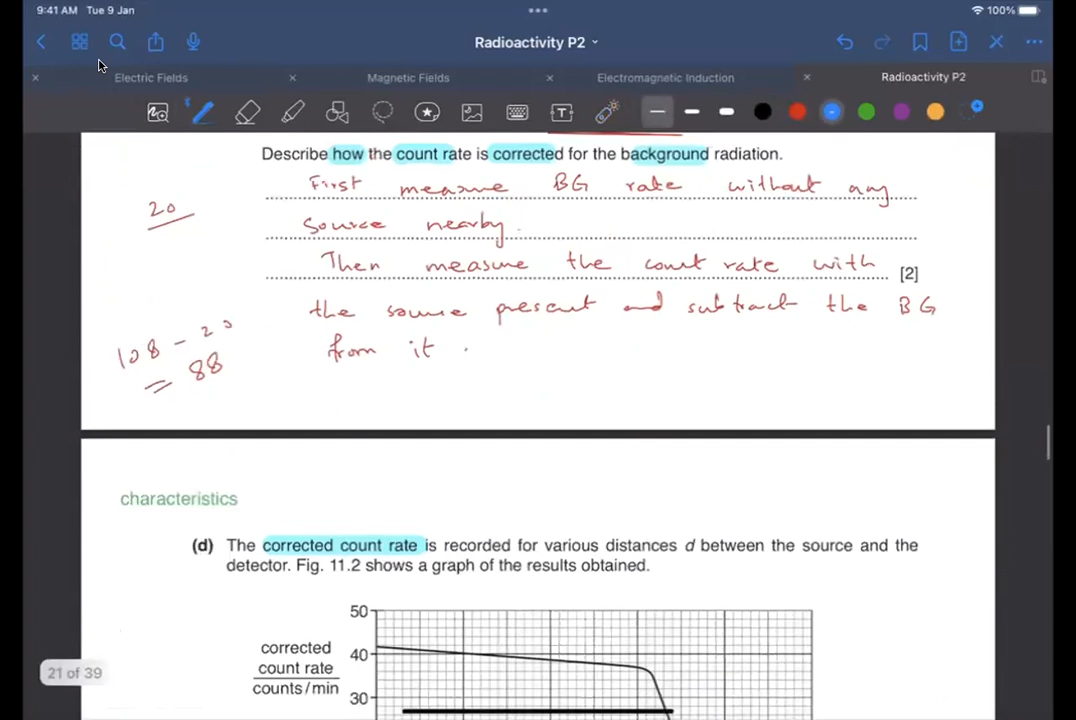 9:41 AM Tue 9 Jan
100%
Radioactivity P2
Electric Fields
Magnetic Fields
Electromagnetic Induction
Radioactivity P2
Describe how the count rate is corrected for the background radiation.
First measure BG rate without any
20
source nearby.
Then measure the count rate with
[2]
the source present and subtract the BG
108 - 20
from it.
= 88
characteristics
(d) The corrected count rate is recorded for various distances d between the source and the
detector. Fig. 11.2 shows a graph of the results obtained.
50
corrected
count rate
counts / min
40
30
21 of 39